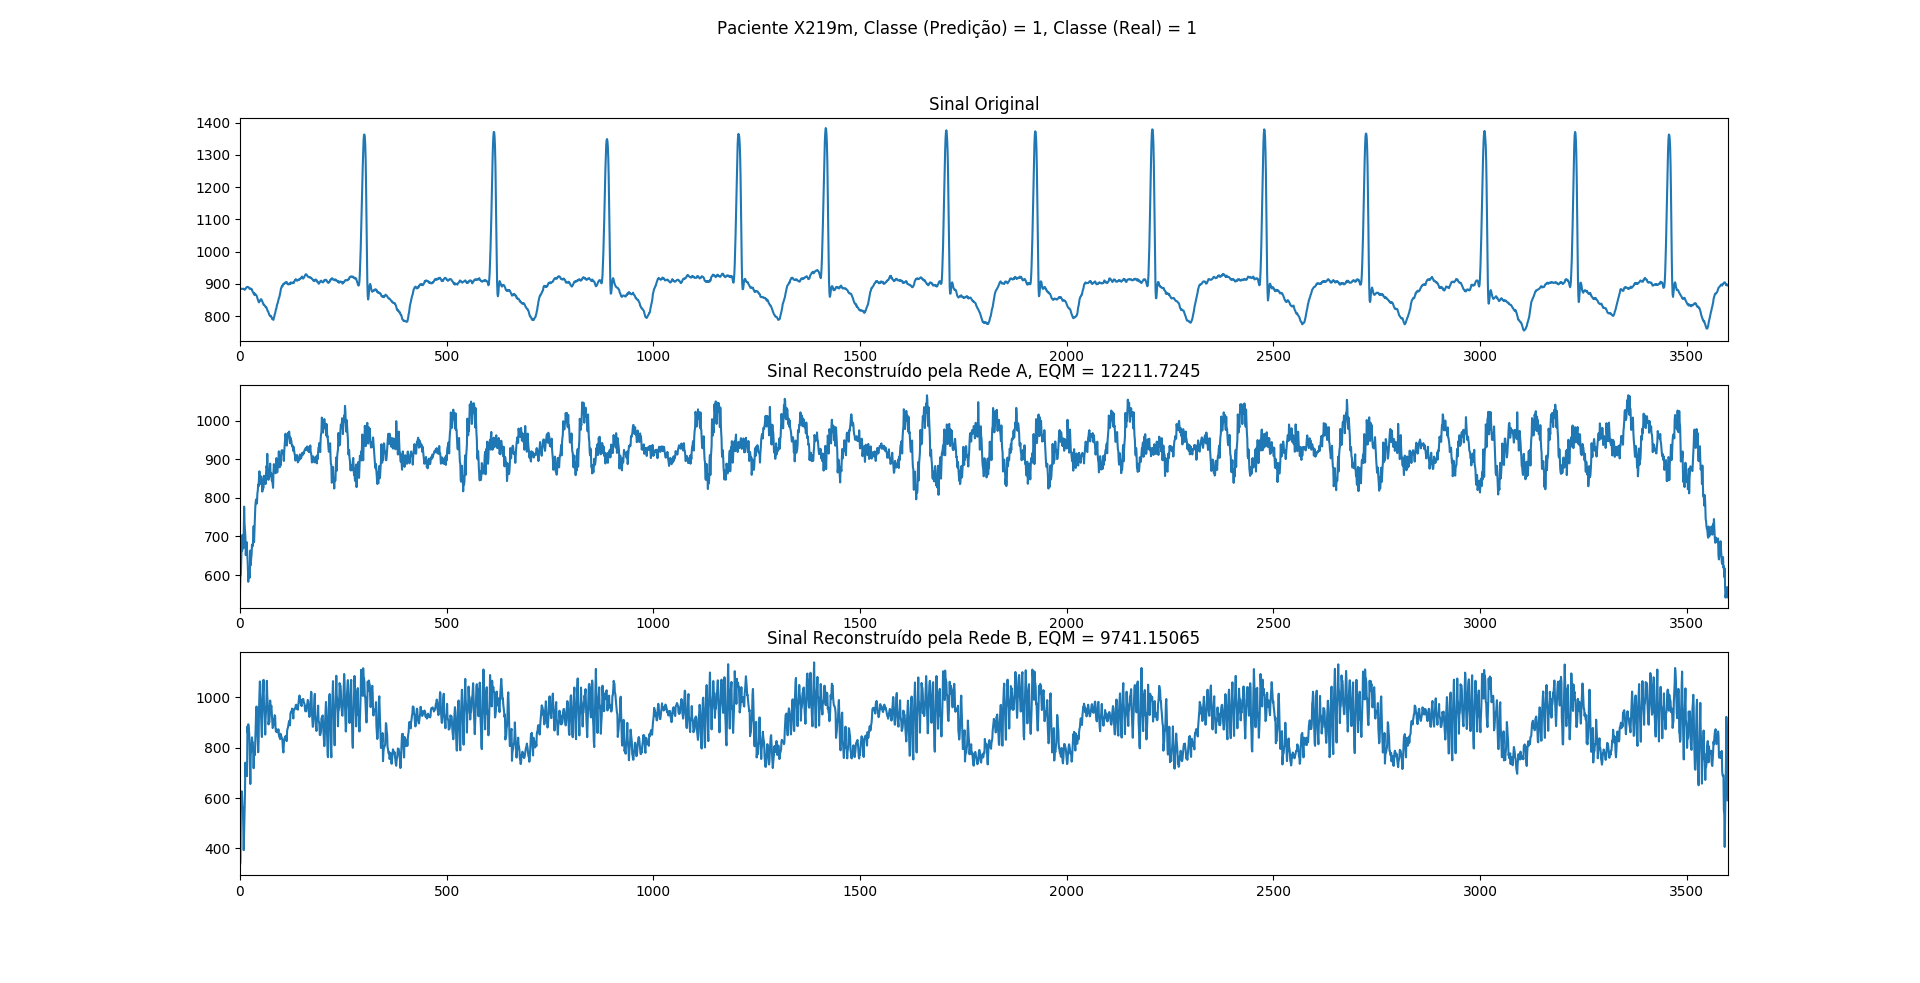 Paciente X219m, Classe (Predição) = 1, Classe (Real) = 1
Sinal Original
1400
1300
1200
1100
1000
900
800
0 500 1000 1500 2000 2500 3000 3500
Sinal Reconstruído pela Rede A, EQM = 12211.7245
1000
900
800
700
600
0 500 1000 1500 2000 2500 3000 3500
Sinal Reconstruído pela Rede B, EQM = 9741.15065
1000
800
600
400
0 500 1000 1500 2000 2500 3000 3500